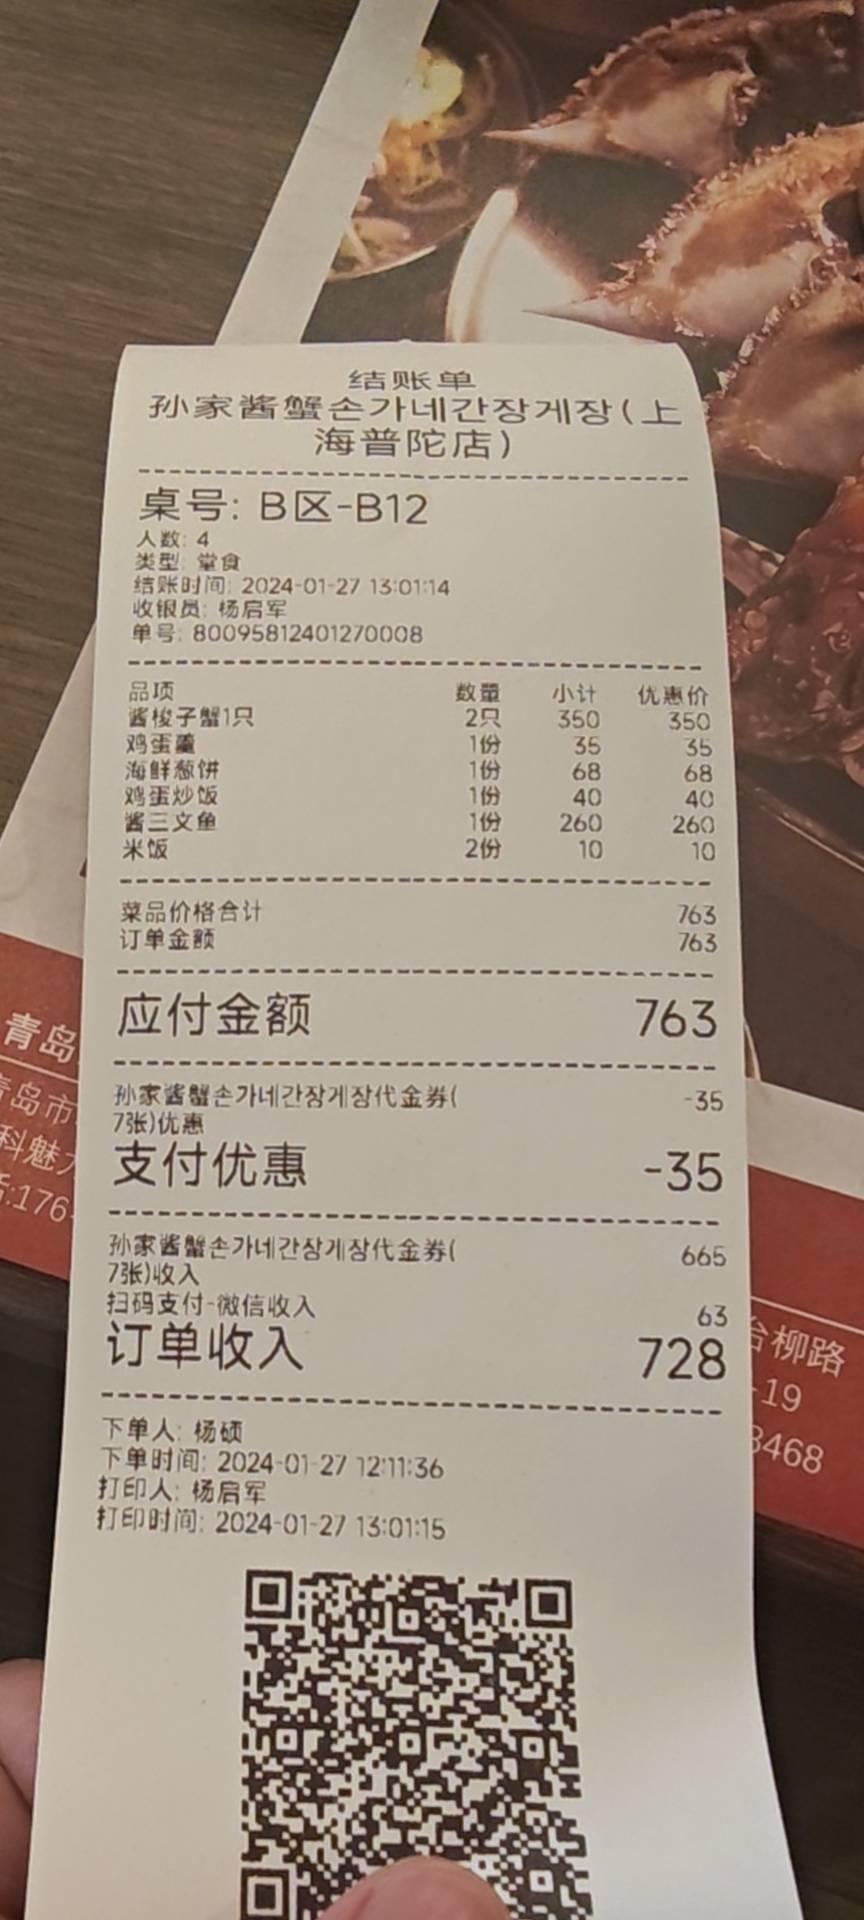 结账单
孙家酱蟹손가네간장게장(上
海普陀店)
桌号: B区-B12
人数: 4
类型: 堂食
结账时间: 2024-01-27 13:01:14
收银员: 杨启军
单号: 80095812401270008
品项 数量 小计 优惠价
酱梭子蟹1只 2只 350 350
鸡蛋羹 1份 35 35
海鲜葱饼 1份 68 68
鸡蛋炒饭 1份 40 40
酱三文鱼 1份 260 260
米饭 2份 10 10
菜品价格合计 763
订单金额 763
应付金额 763
孙家酱蟹손가네간장게장代金券( -35
7张)优惠
支付优惠 -35
孙家酱蟹손가네간장게장代金券( 665
7张)收入
扫码支付-微信收入 63
订单收入 728
下单人: 杨硕
下单时间: 2024-01-27 12:11:36
打印人: 杨启军
打印时间: 2024-01-27 13:01:15
青岛
青岛市
科魅
:176
台柳路
-19
3468